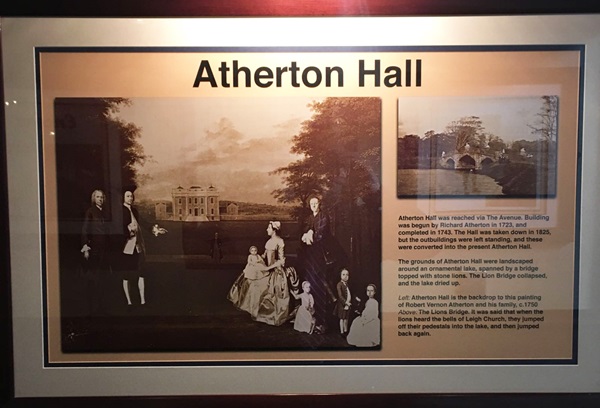 Atherton Hall
Atherton Hall was reached via The Avenue. Building
was begun by Richard Atherton in 1723, and
completed in 1743. The Hall was taken down in 1825,
but the outbuildings were left standing, and these
were converted into the present Atherton Hall.
The grounds of Atherton Hall were landscaped
around an ornamental lake, spanned by a bridge
topped with stone lions. The Lion Bridge collapsed,
and the lake dried up.
Left: Atherton Hall is the backdrop to this painting
of Robert Vernon Atherton and his family, c.1750
Above: The Lions Bridge. It was said that when the
lions heard the bells of Leigh Church, they jumped
off their pedestals into the lake, and then jumped
back again.